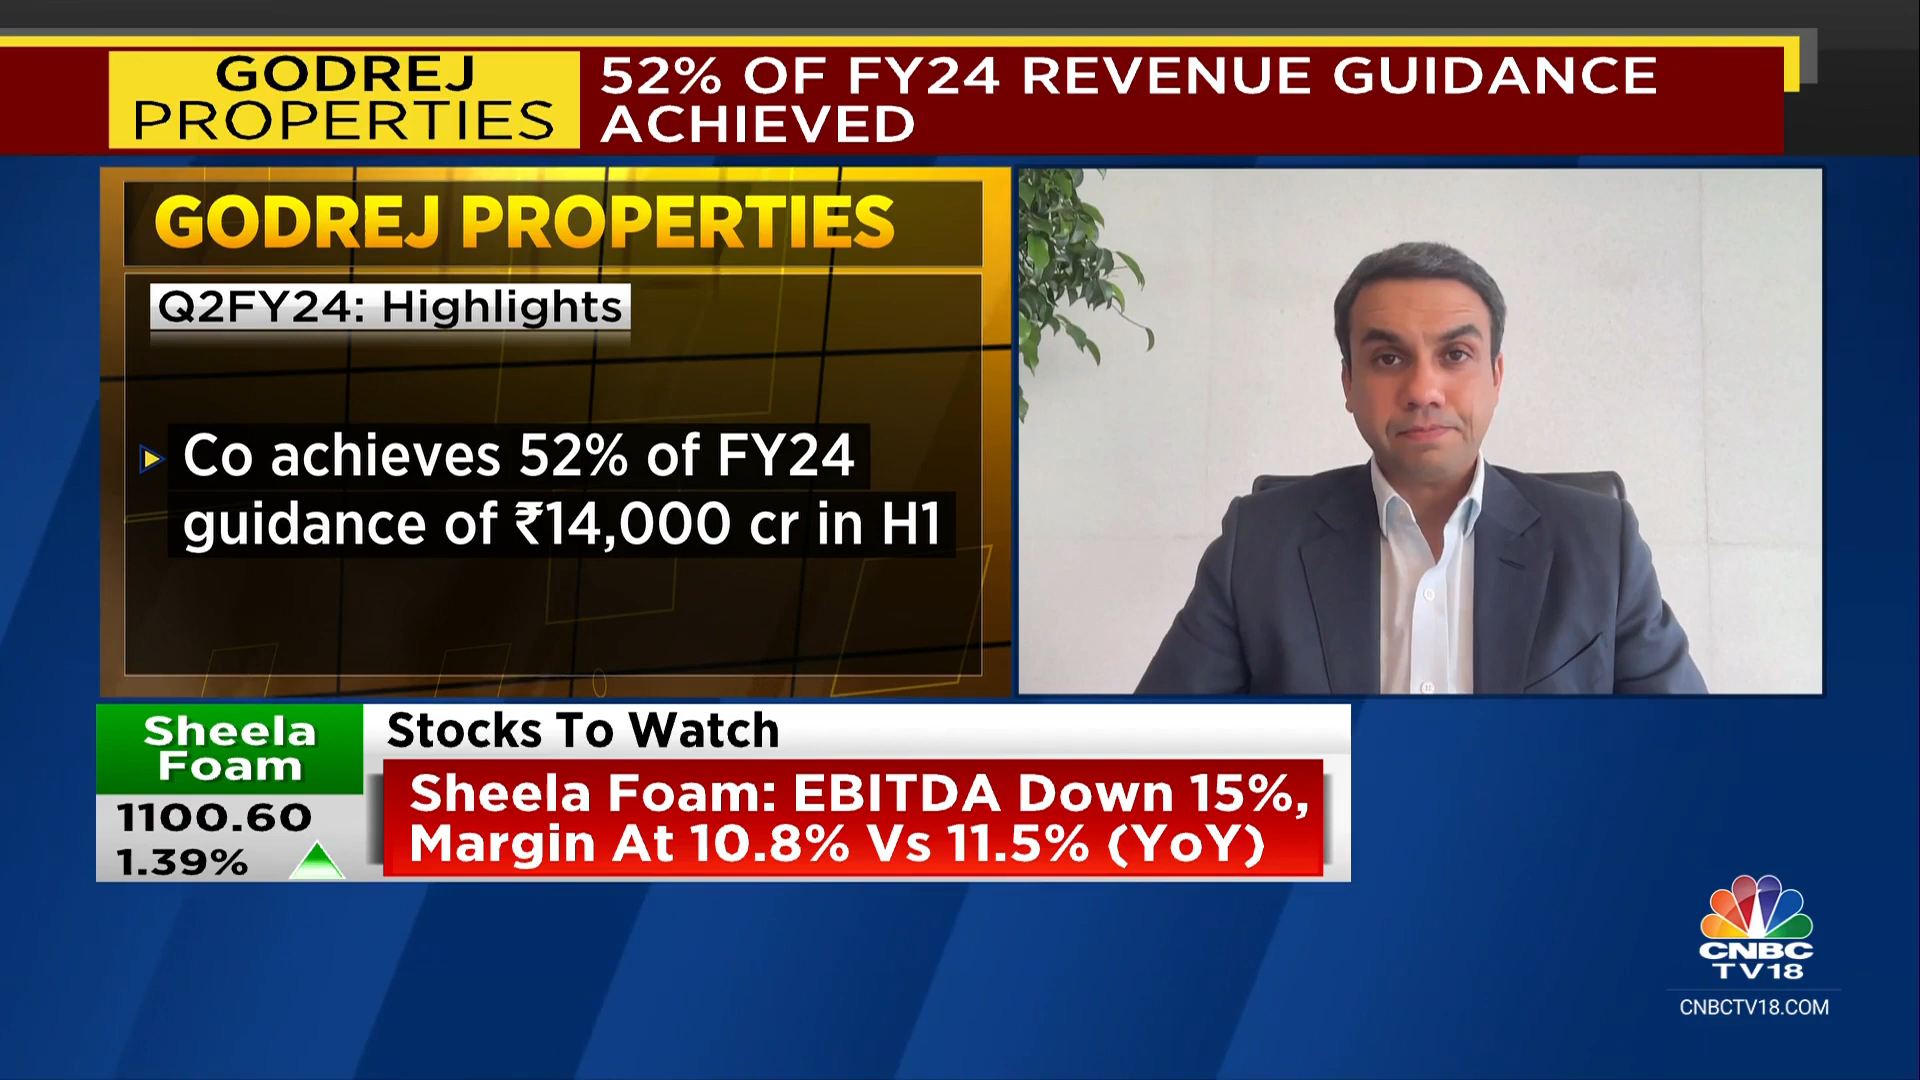 GODREJ
PROPERTIES
52% OF FY24 REVENUE GUIDANCE
ACHIEVED
GODREJ PROPERTIES
Q2FY24: Highlights
Co achieves 52% of FY24
guidance of ₹14,000 cr in H1
Sheela
Foam
1100.60
1.39%
Stocks To Watch
Sheela Foam: EBITDA Down 15%,
Margin At 10.8% Vs 11.5% (YoY)
CNBC
TV18
CNBCTV18.COM